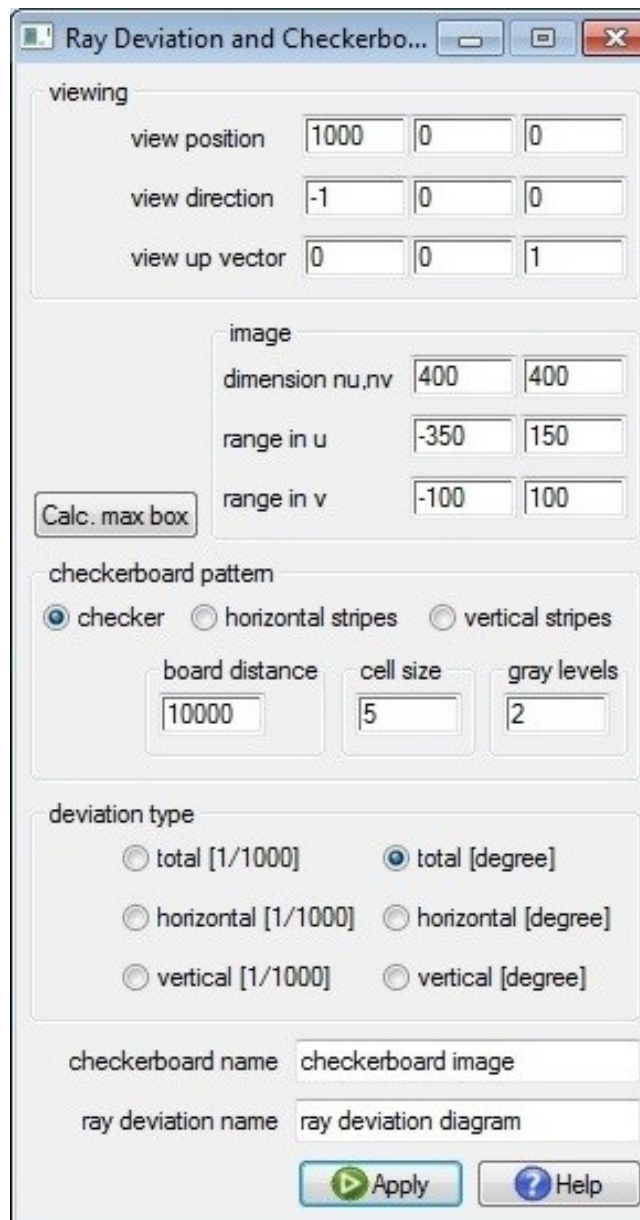 Ray Deviation and Checkerbo...
viewing
view position 1000 0 0
view direction -1 0 0
view up vector 0 0 1
image
dimension nu,nv 400 400
range in u -350 150
range in v -100 100
Calc. max box
checkerboard pattern
checker horizontal stripes vertical stripes
board distance cell size gray levels
10000 5 2
deviation type
total [1/1000] total [degree]
horizontal [1/1000] horizontal [degree]
vertical [1/1000] vertical [degree]
checkerboard name checkerboard image
ray deviation name ray deviation diagram
Apply Help